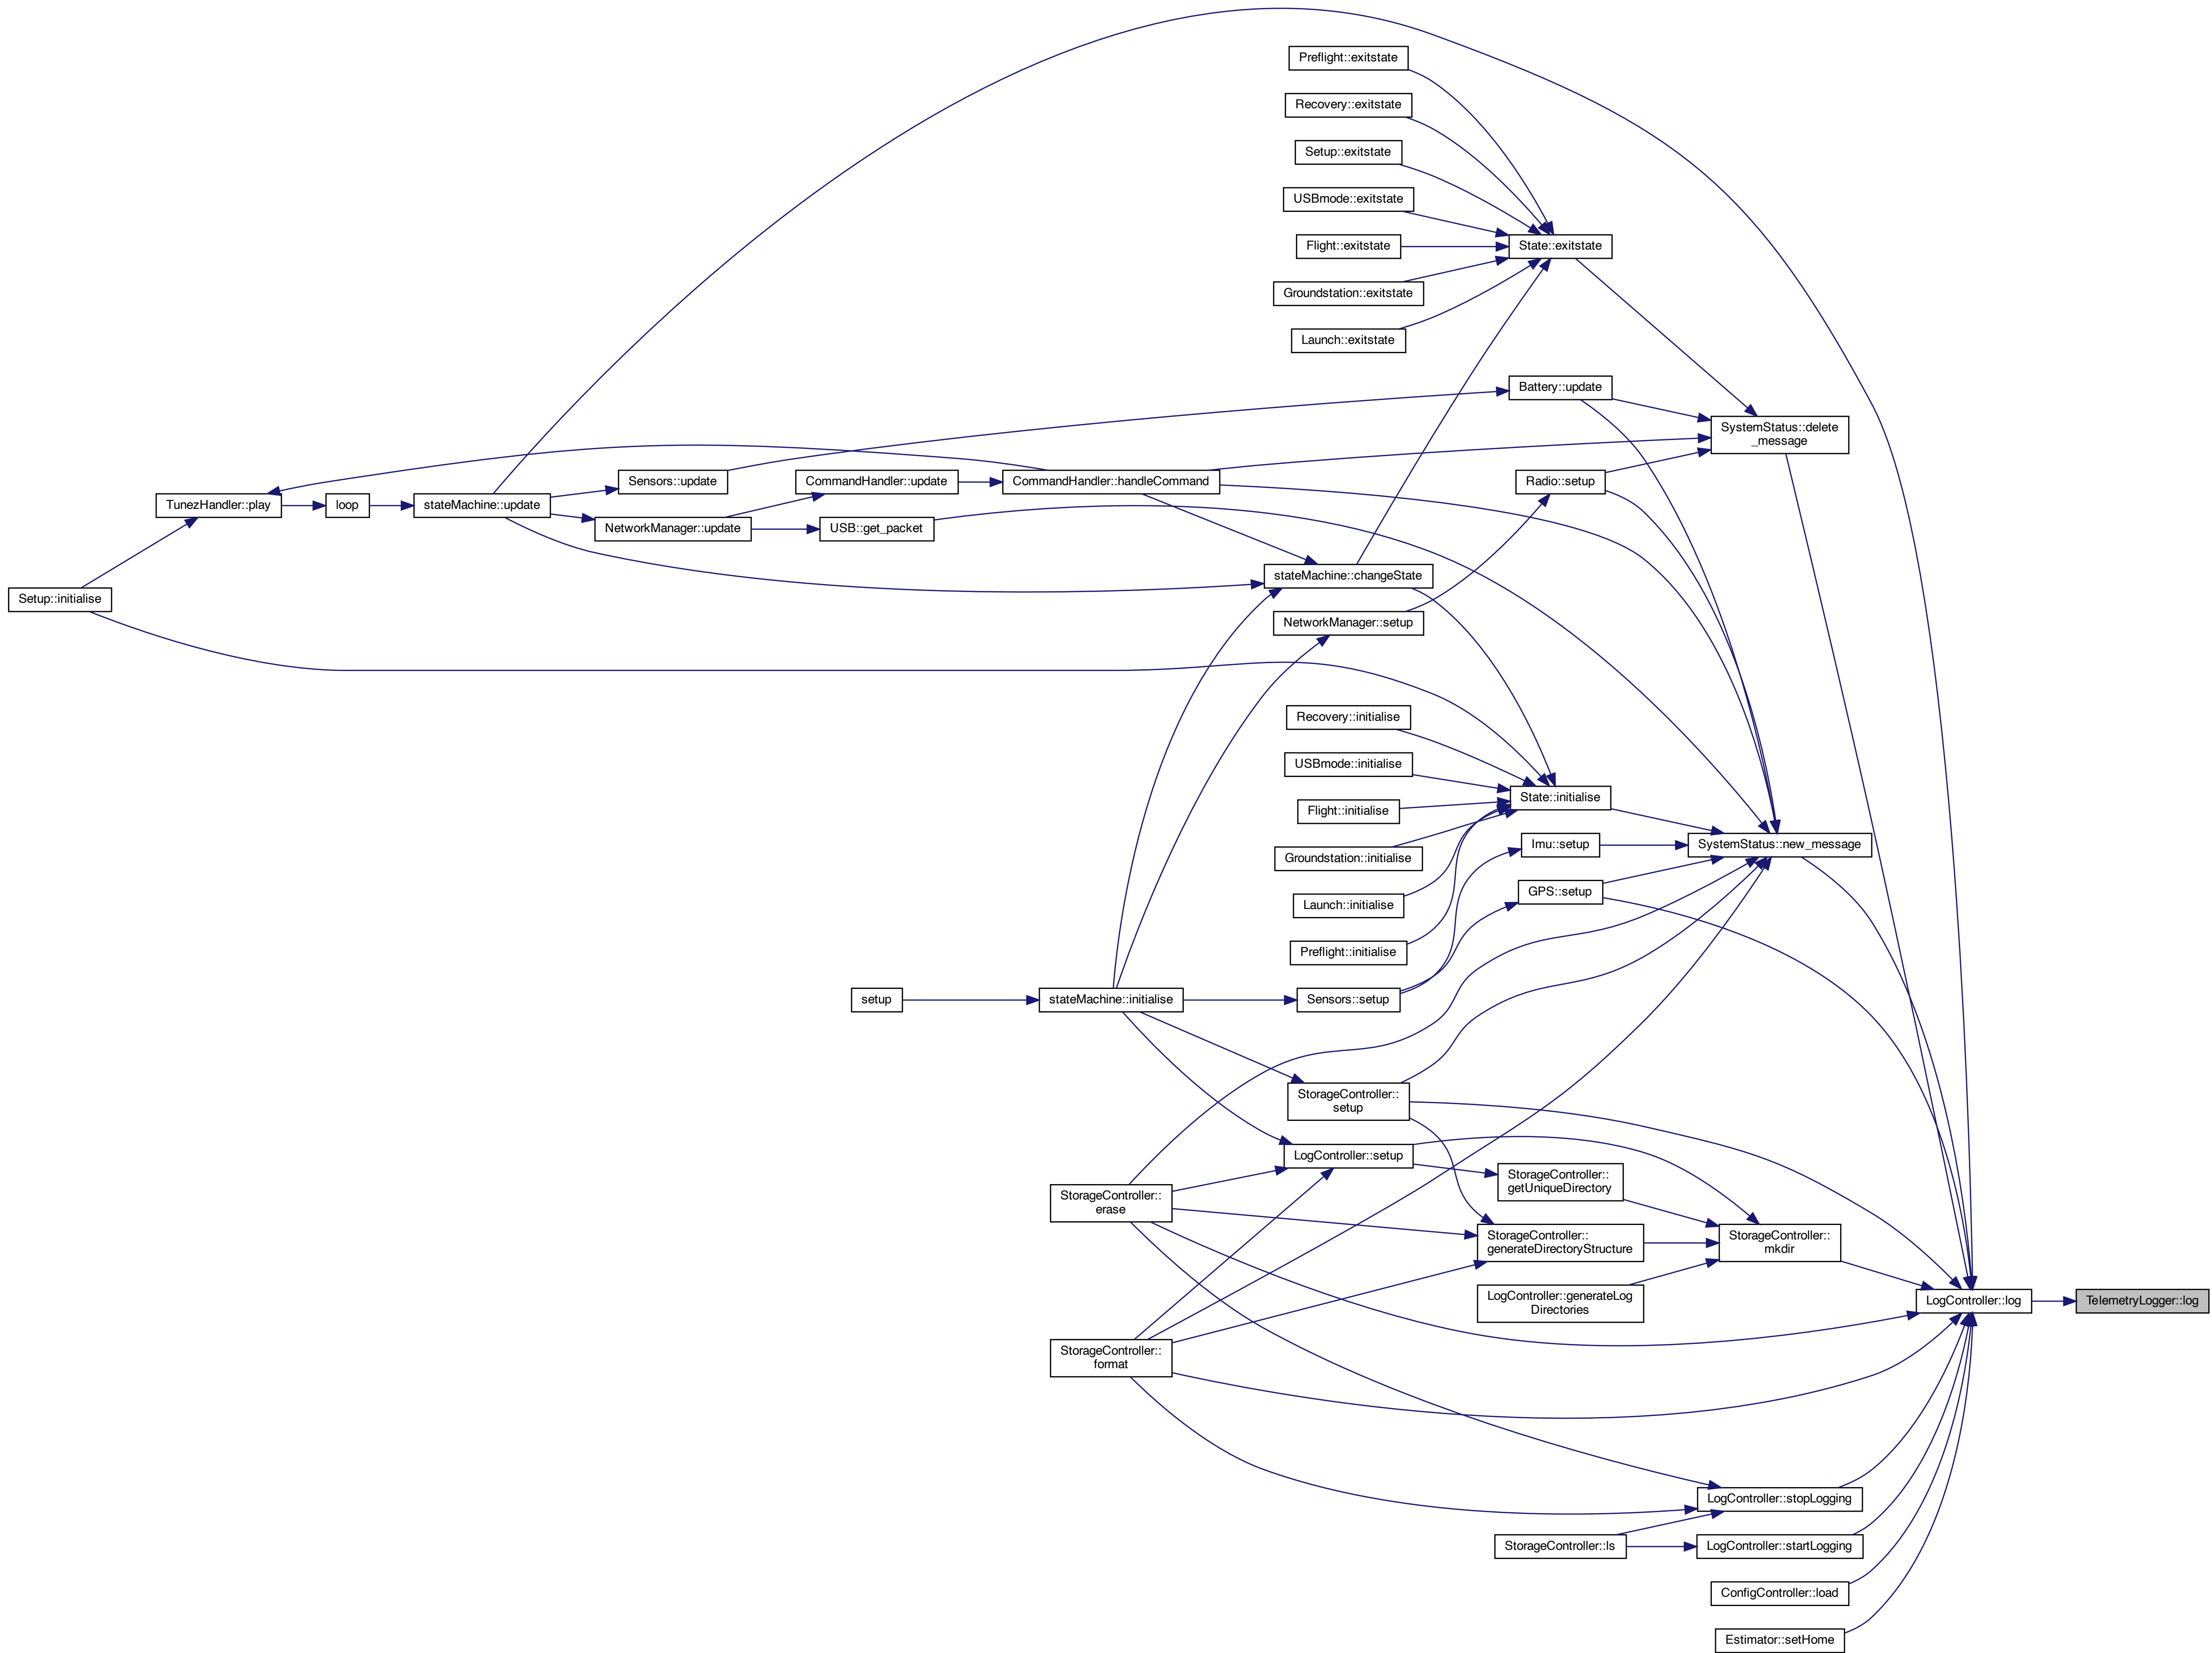 Preflight::exitstate
Recovery::exitstate
Setup::exitstate
USBmode::exitstate
Flight::exitstate
State::exitstate
Groundstation::exitstate
Launch::exitstate
Battery::update
SystemStatus::delete
_message
Sensors::update
CommandHandler::update
CommandHandler::handleCommand
Radio::setup
TunezHandler::play
loop
stateMachine::update
NetworkManager::update
USB::get_packet
stateMachine::changeState
Setup::initialise
NetworkManager::setup
Recovery::initialise
USBmode::initialise
State::initialise
Flight::initialise
Imu::setup
SystemStatus::new_message
Groundstation::initialise
GPS::setup
Launch::initialise
Preflight::initialise
setup
stateMachine::initialise
Sensors::setup
StorageController::
setup
LogController::setup
StorageController::
getUniqueDirectory
StorageController::
erase
StorageController::
generateDirectoryStructure
StorageController::
mkdir
LogController::generateLog
Directories
LogController::log
TelemetryLogger::log
StorageController::
format
LogController::stopLogging
StorageController::ls
LogController::startLogging
ConfigController::load
Estimator::setHome